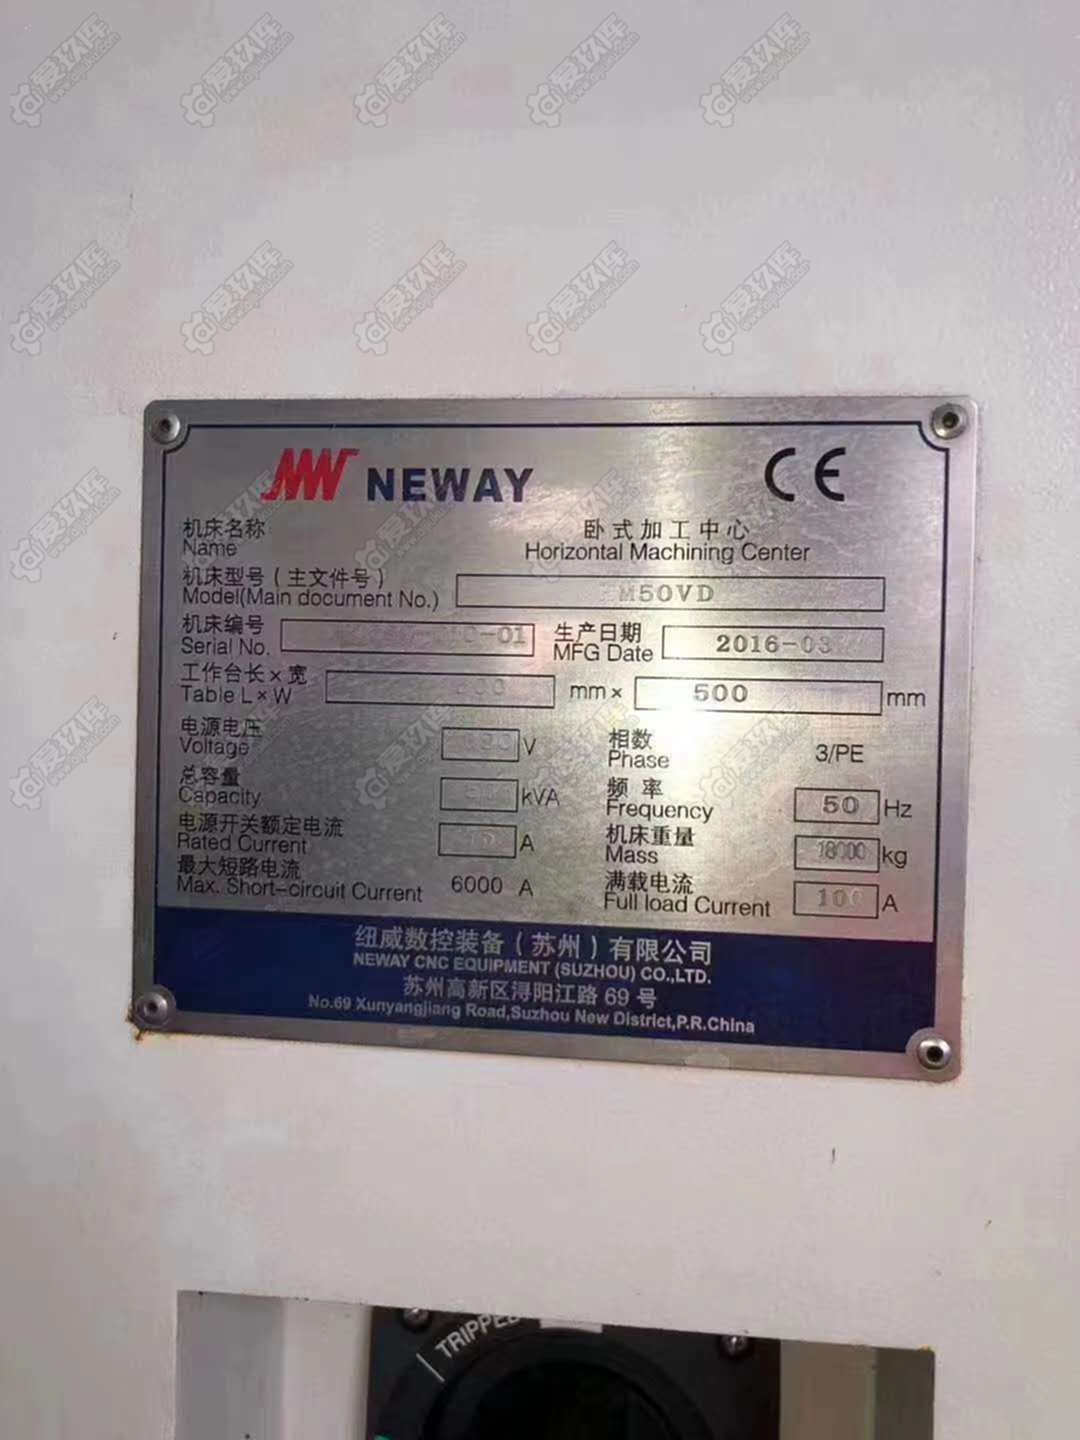 NEWAY CE
机床名称 卧式加工中心
Name Horizontal Machining Center
机床型号(主文件号) M50VD
Model(Main document No.)
机床编号 -01 生产日期 2016-03
Serial No. MFG Date
工作台长×宽 mm× 500 mm
Table L×W
电源电压 V 相数 3/PE
Voltage Phase
总容量 kVA 频率 50 Hz
Capacity Frequency
电源开关额定电流 A 机床重量 18000 kg
Rated Current Mass
最大短路电流 6000 A 满载电流 A
Max. Short-circuit Current Full load Current
纽威数控装备(苏州)有限公司
NEWAY CNC EQUIPMENT (SUZHOU) CO.,LTD.
苏州高新区浔阳江路 69 号
No.69 Xunyangjiang Road,Suzhou New District,P.R.China
TRIPPED